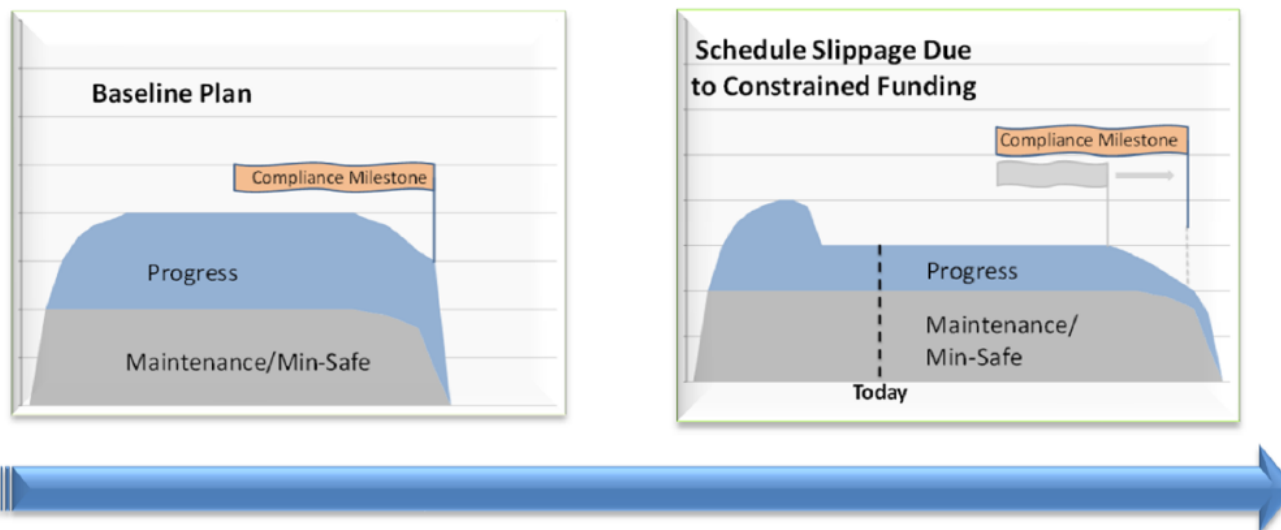 Baseline Plan
Compliance Milestone
Progress
Maintenance/Min-Safe
Schedule Slippage Due
to Constrained Funding
Compliance Milestone
Progress
Maintenance/
Min-Safe
Today